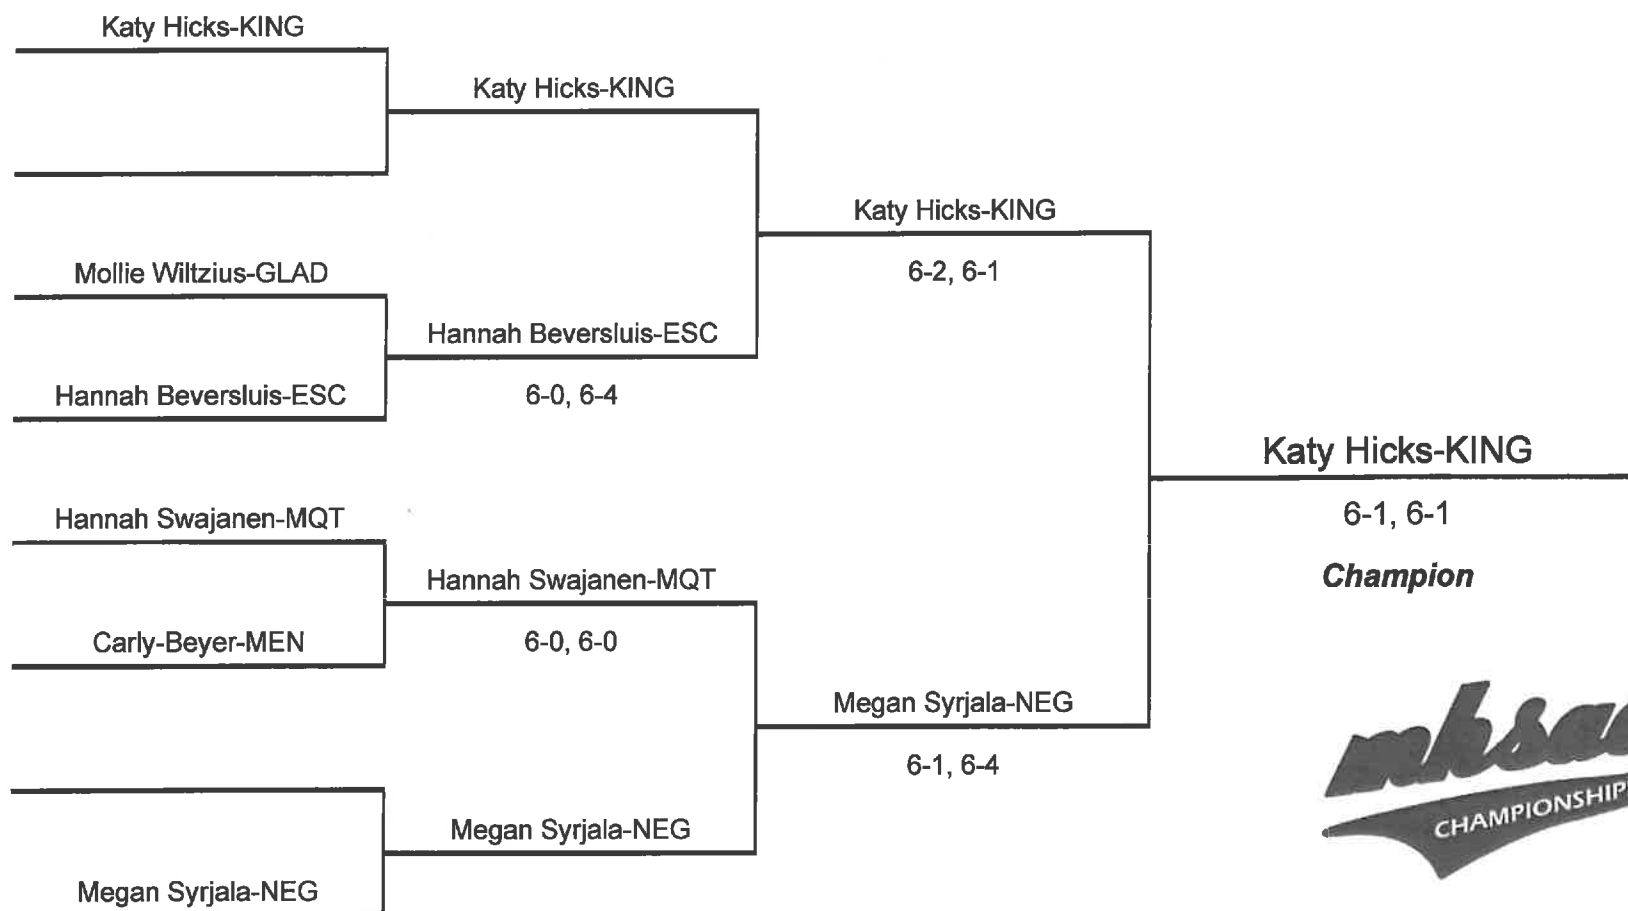 Katy Hicks-KING
Katy Hicks-KING
Katy Hicks-KING
Mollie Wiltzius-GLAD
6-2, 6-1
Hannah Beversluis-ESC
Hannah Beversluis-ESC
6-0, 6-4
Katy Hicks-KING
Hannah Swajanen-MQT
6-1, 6-1
Hannah Swajanen-MQT
Champion
Carly-Beyer-MEN
6-0, 6-0
Megan Syrjala-NEG
6-1, 6-4
CHAMPIONSHIP
Megan Syrjala-NEG
Megan Syrjala-NEG